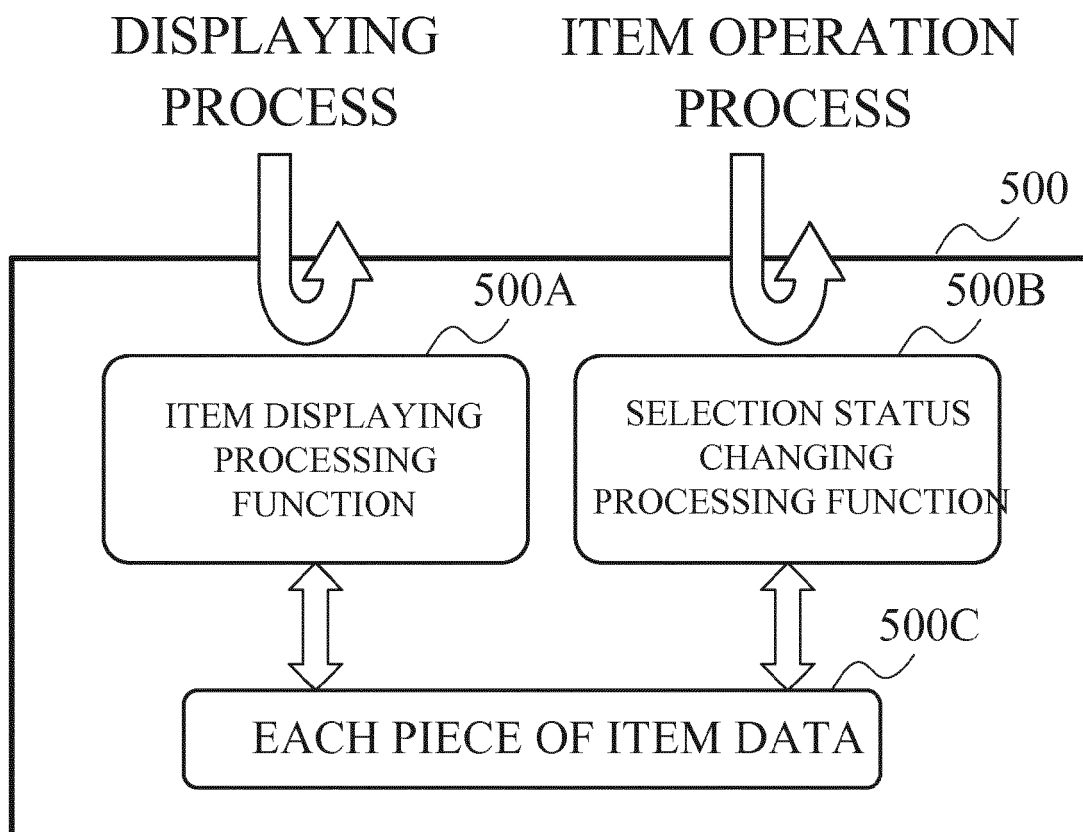 DISPLAYING
PROCESS
ITEM OPERATION
PROCESS
500
500A
500B
ITEM DISPLAYING
PROCESSING
FUNCTION
SELECTION STATUS
CHANGING
PROCESSING FUNCTION
500C
EACH PIECE OF ITEM DATA